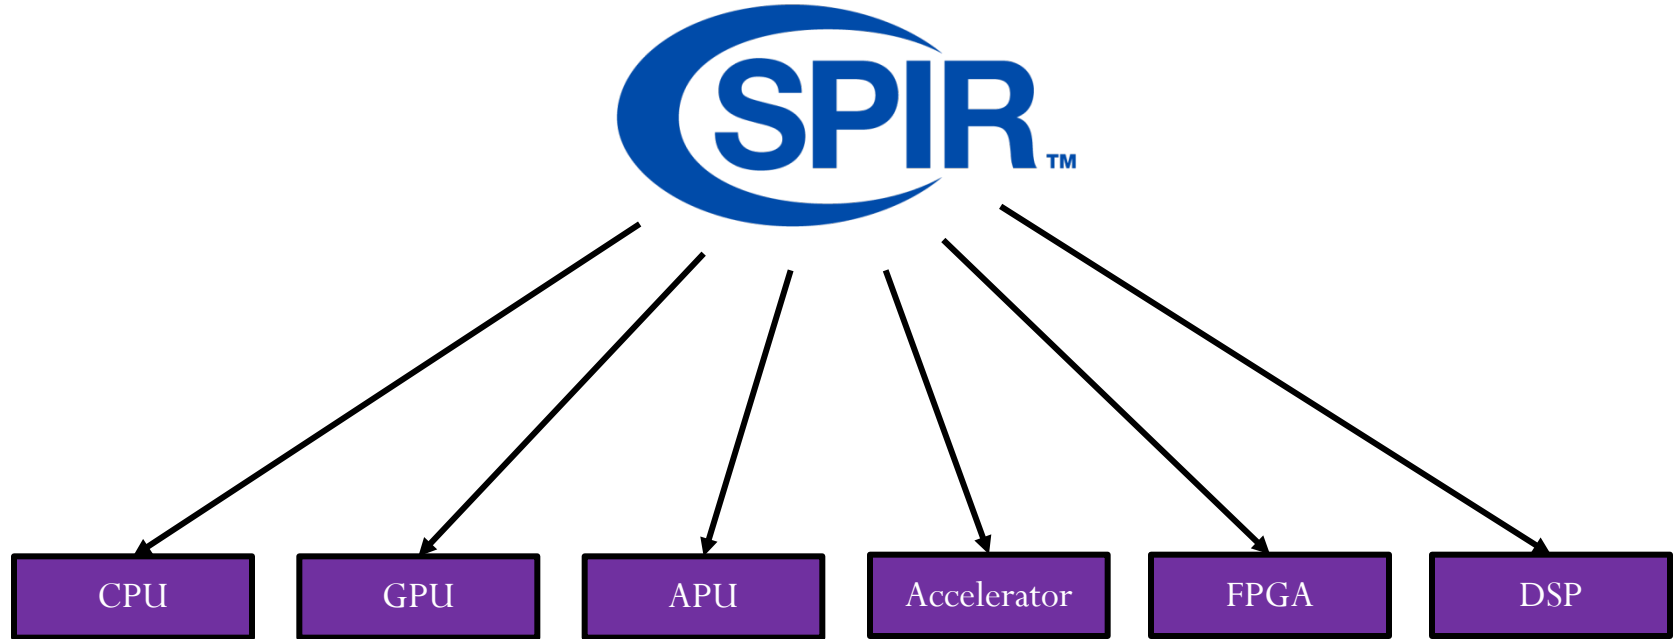 SPIR™
CPU
GPU
APU
Accelerator
FPGA
DSP